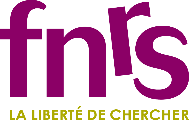 fnrs
LA LIBERTÉ DE CHERCHER